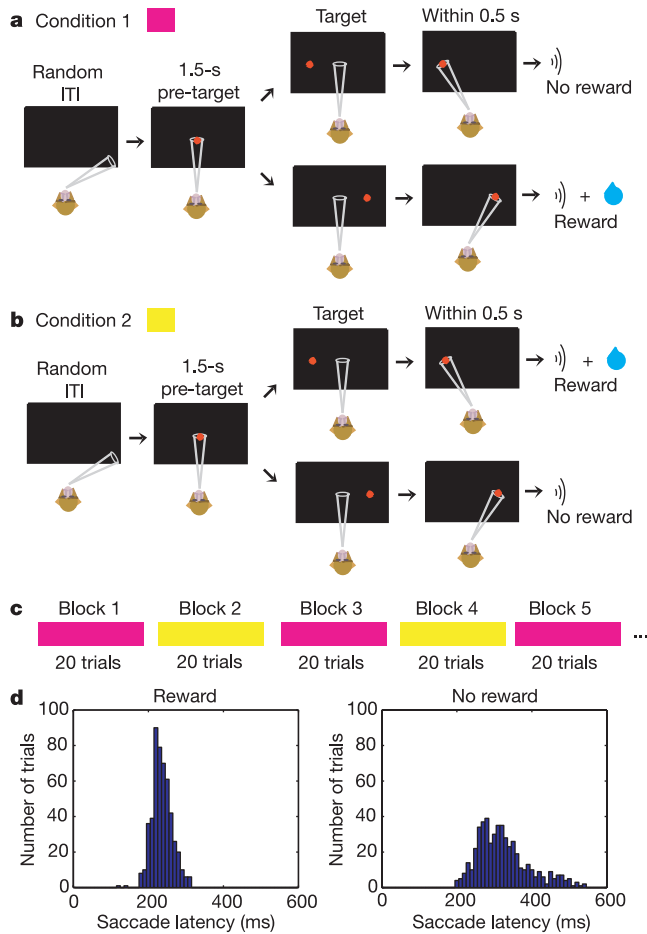 a Condition 1
Target
Within 0.5 s
Random
ITI
1.5-s
pre-target
No reward
+
Reward
b Condition 2
Target
Within 0.5 s
Random
ITI
1.5-s
pre-target
+
Reward
No reward
c
Block 1
Block 2
Block 3
Block 4
Block 5
...
20 trials
20 trials
20 trials
20 trials
20 trials
d
Reward
Number of trials
100
80
60
40
20
0
0
200
400
600
Saccade latency (ms)
No reward
Number of trials
100
80
60
40
20
0
0
200
400
600
Saccade latency (ms)